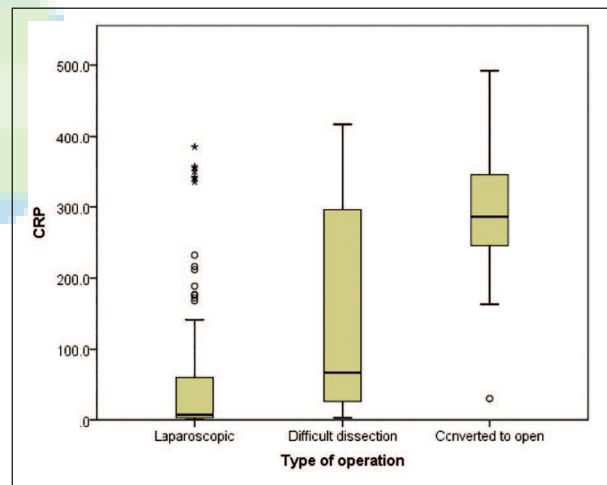 500.0
400.0
300.0
200.0
100.0
.0
CRP
Laparoscopic Difficult dissection Converted to open
Type of operation